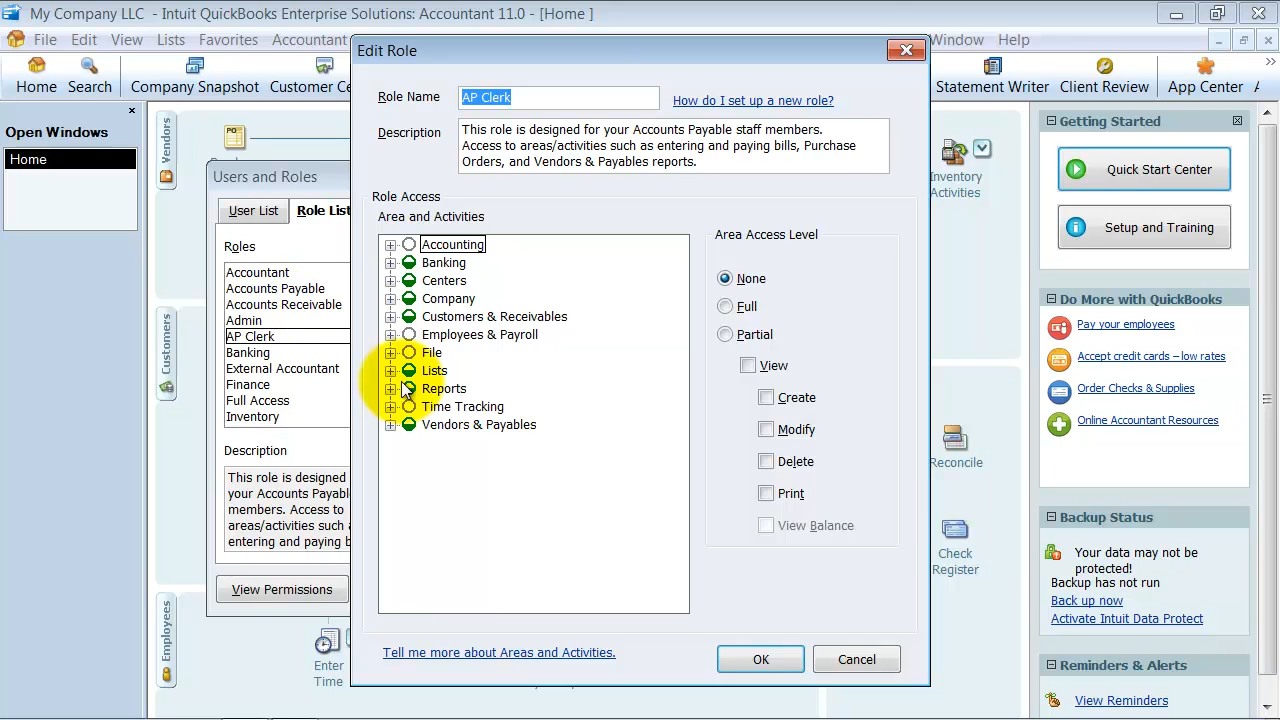 My Company LLC - Intuit QuickBooks Enterprise Solutions: Accountant 11.0 - [Home ]
File Edit View Lists Favorites Accountant Window Help
Home Search Company Snapshot Customer Ce Statement Writer Client Review App Center
Open Windows
Home
Vendors
Customers
Employees
Users and Roles
User List Role List
Roles
Accountant
Accounts Payable
Accounts Receivable
Admin
AP Clerk
Banking
External Accountant
Finance
Full Access
Inventory
Description
This role is designed
your Accounts Payabl
members. Access to
areas/activities such a
entering and paying b
View Permissions
Enter
Time
Edit Role
Role Name AP Clerk How do I set up a new role?
Description This role is designed for your Accounts Payable staff members.
Access to areas/activities such as entering and paying bills, Purchase
Orders, and Vendors & Payables reports.
Role Access
Area and Activities
Accounting
Banking
Centers
Company
Customers & Receivables
Employees & Payroll
File
Lists
Reports
Time Tracking
Vendors & Payables
Area Access Level
None
Full
Partial
View
Create
Modify
Delete
Print
View Balance
Tell me more about Areas and Activities.
OK Cancel
Inventory
Activities
Reconcile
Check
Register
Getting Started
Quick Start Center
Setup and Training
Do More with QuickBooks
Pay your employees
Accept credit cards – low rates
Order Checks & Supplies
Online Accountant Resources
Backup Status
Your data may not be
protected!
Backup has not run
Back up now
Activate Intuit Data Protect
Reminders & Alerts
View Reminders